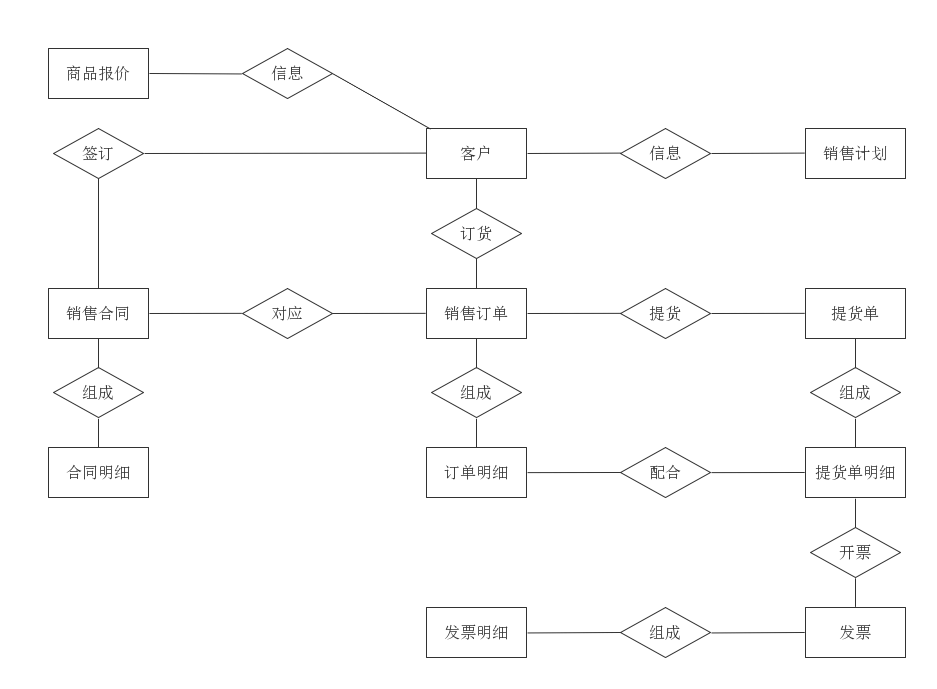 商品报价
信息
签订
客户
信息
销售计划
订货
销售合同
对应
销售订单
提货
提货单
组成
组成
组成
合同明细
订单明细
配合
提货单明细
开票
发票明细
组成
发票